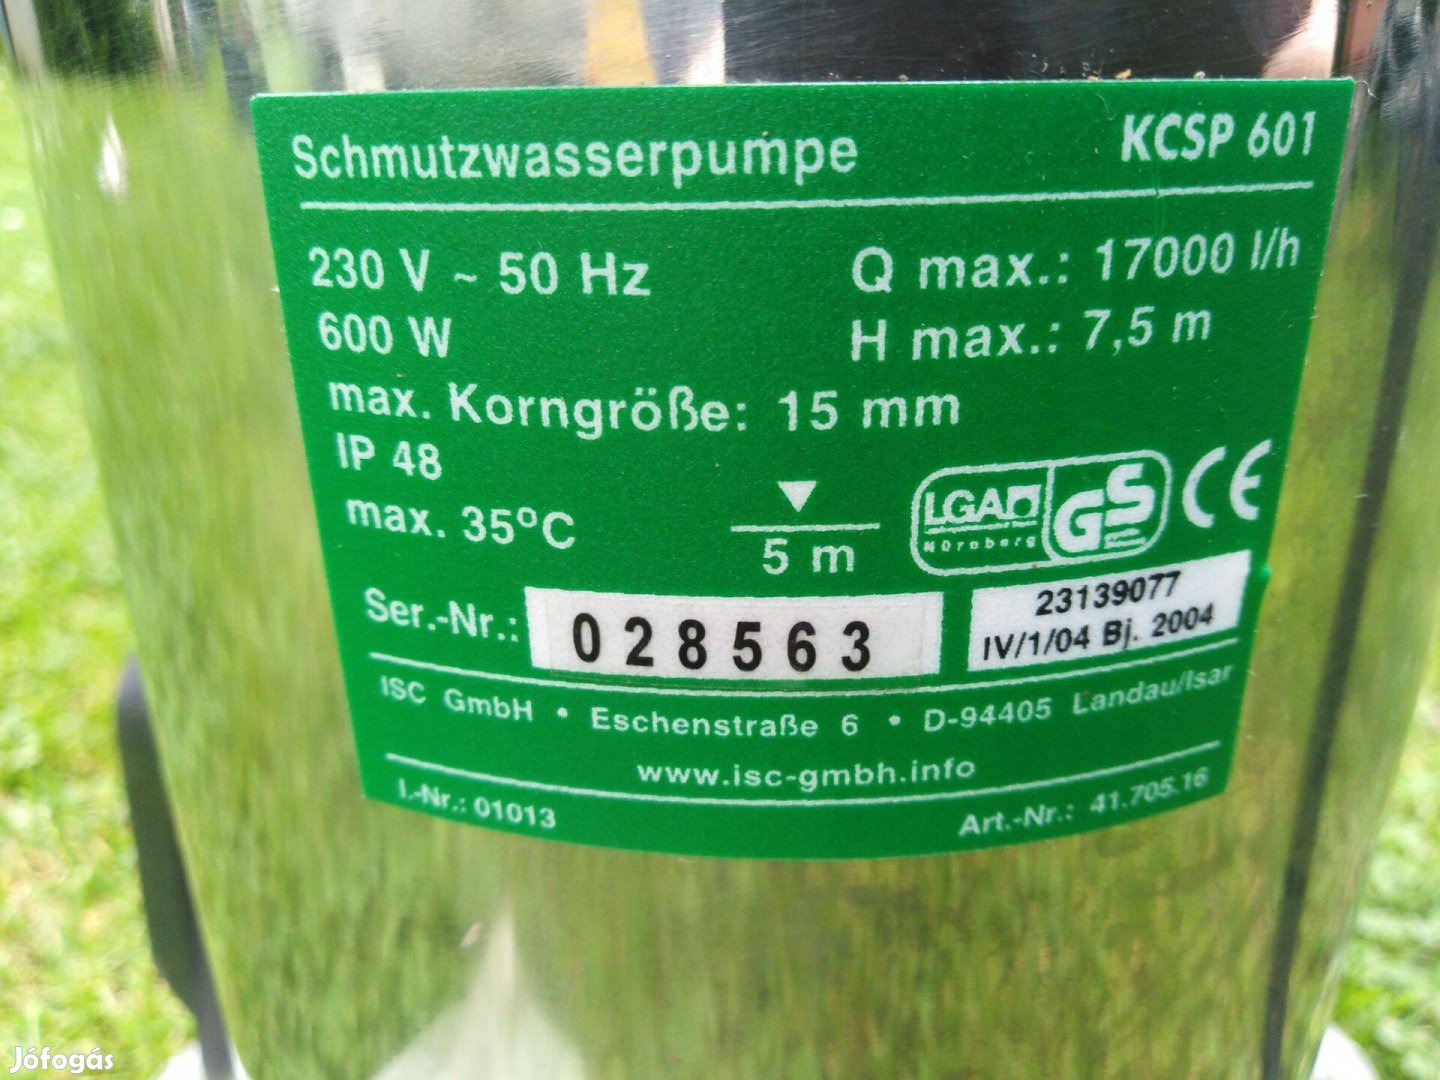 Schmutzwasserpumpe KCSP 601
230 V ~ 50 Hz Q max.: 17000 l/h
600 W H max.: 7,5 m
max. Korngröße: 15 mm
IP 48
max. 35°C
5 m
LGA GS CE
Nürnberg
Ser.-Nr.: 028563
23139077
IV/1/04 Bj. 2004
ISC GmbH • Eschenstraße 6 • D-94405 Landau/Isar
www.isc-gmbh.info
I.-Nr.: 01013 Art.-Nr.: 41.705.16
Jófogás